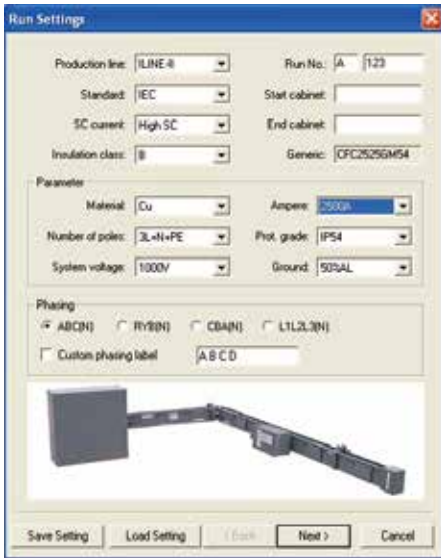 Run Settings
Production line: ILINE-II Run No.: A 123
Standard: IEC Start cabinet:
SC current: High SC End cabinet:
Insulation class: B Generic: CFC2525GM54
Parameter
Material: Cu Ampere: 2500A
Number of poles: 3L+N+PE Prot. grade: IP54
System voltage: 1000V Ground: 50%AL
Phasing
ABC(N) RYB(N) CBA(N) L1L2L3(N)
Custom phasing label A B C D
Save Setting Load Setting < Back Next > Cancel